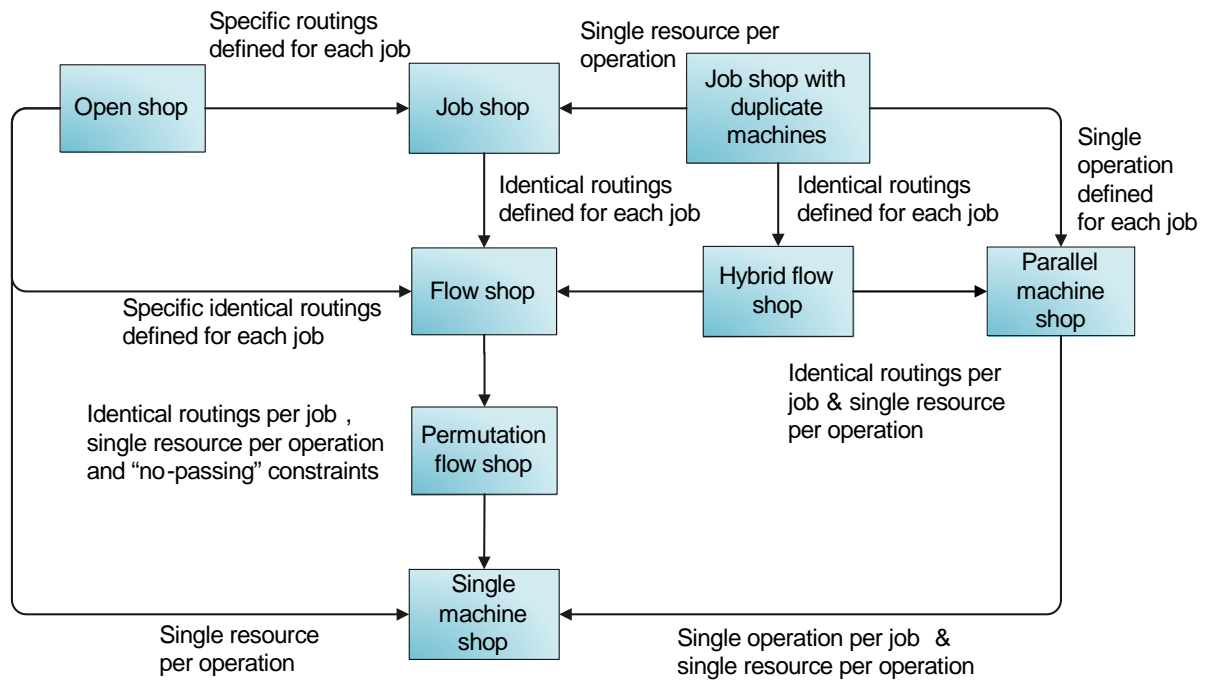 Specific routings
defined for each job
Single resource per
operation
Open shop
Job shop
Job shop with
duplicate
machines
Single
operation
defined
for each job
Identical routings
defined for each job
Identical routings
defined for each job
Flow shop
Hybrid flow
shop
Parallel
machine
shop
Specific identical routings
defined for each job
Identical routings per
job & single resource
per operation
Identical routings per job ,
single resource per operation
and “no-passing” constraints
Permutation
flow shop
Single
machine
shop
Single resource
per operation
Single operation per job &
single resource per operation